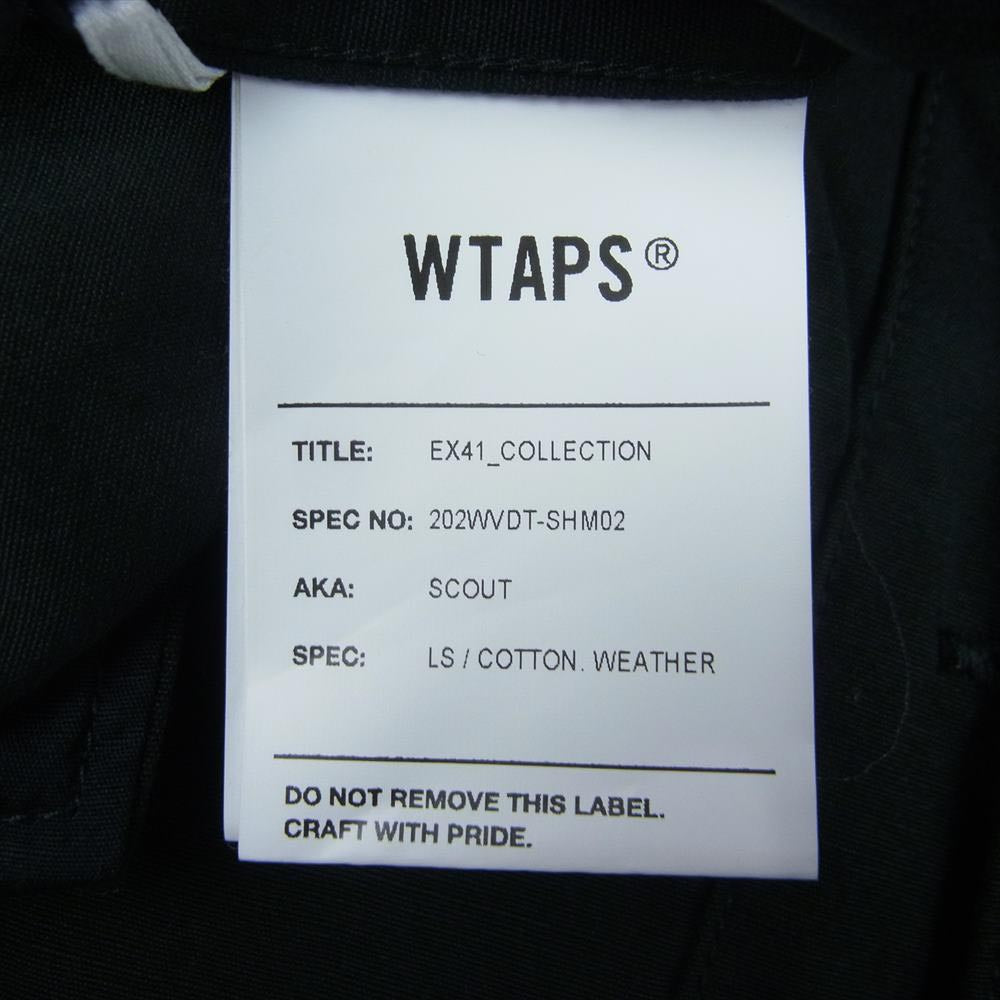 WTAPS®
TITLE: EX41_COLLECTION
SPEC NO: 202WVDT-SHM02
AKA: SCOUT
SPEC: LS / COTTON. WEATHER
DO NOT REMOVE THIS LABEL.
CRAFT WITH PRIDE.